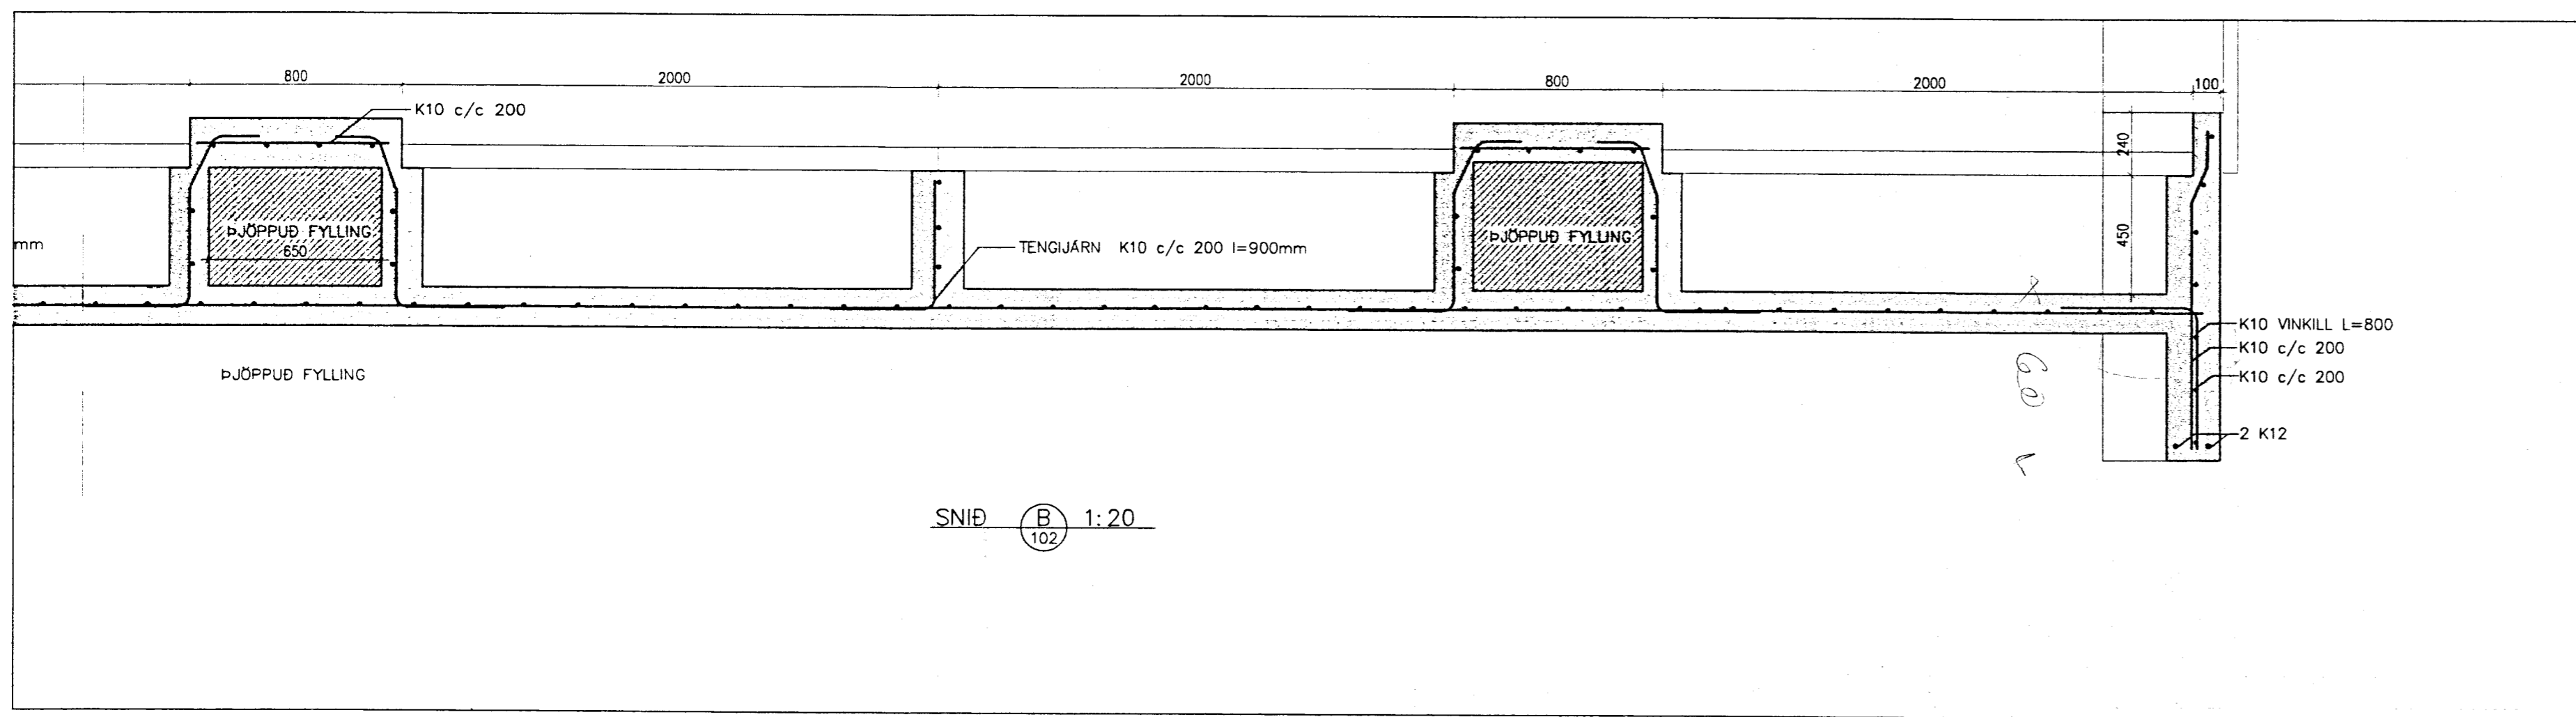 800
2000
2000
800
2000
100
K10 c/c 200
240
450
mm
ÞJÖPPUÐ FYLLING
650
TENGIJÁRN K10 c/c 200 l=900mm
ÞJÖPPUÐ FYLLING
K10 VINKILL L=800
K10 c/c 200
K10 c/c 200
2 K12
ÞJÖPPUÐ FYLLING
60
SNIÐ B 1:20
102